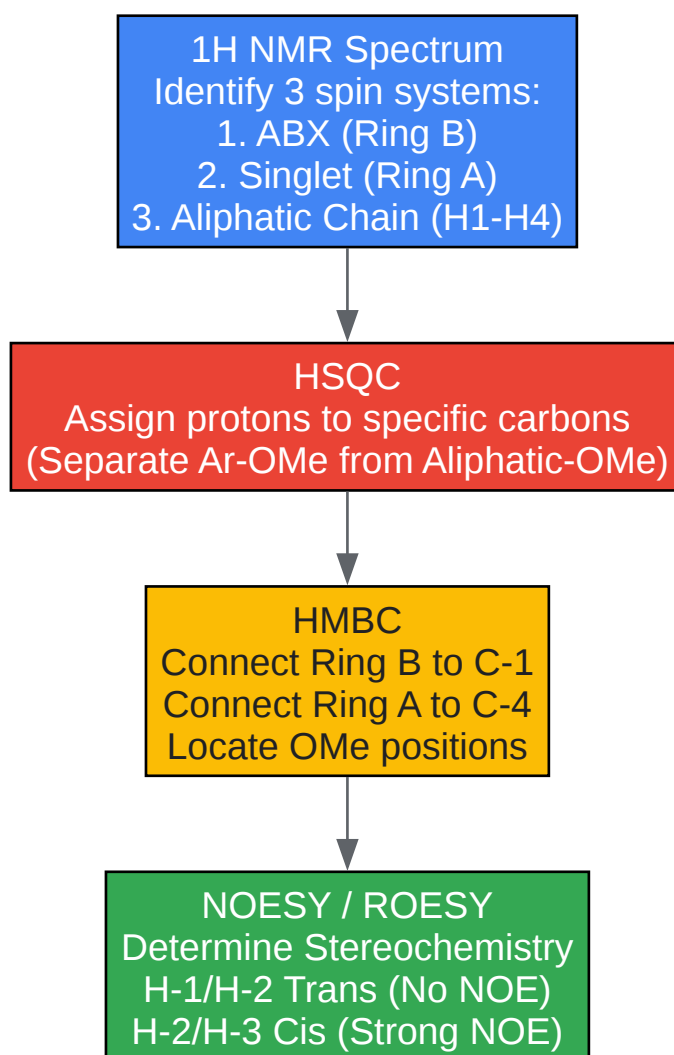 1H NMR Spectrum
Identify 3 spin systems:
1. ABX (Ring B)
2. Singlet (Ring A)
3. Aliphatic Chain (H1-H4)
HSQC
Assign protons to specific carbons
(Separate Ar-OMe from Aliphatic-OMe)
HMBC
Connect Ring B to C-1
Connect Ring A to C-4
Locate OMe positions
NOESY / ROESY
Determine Stereochemistry
H-1/H-2 Trans (No NOE)
H-2/H-3 Cis (Strong NOE)